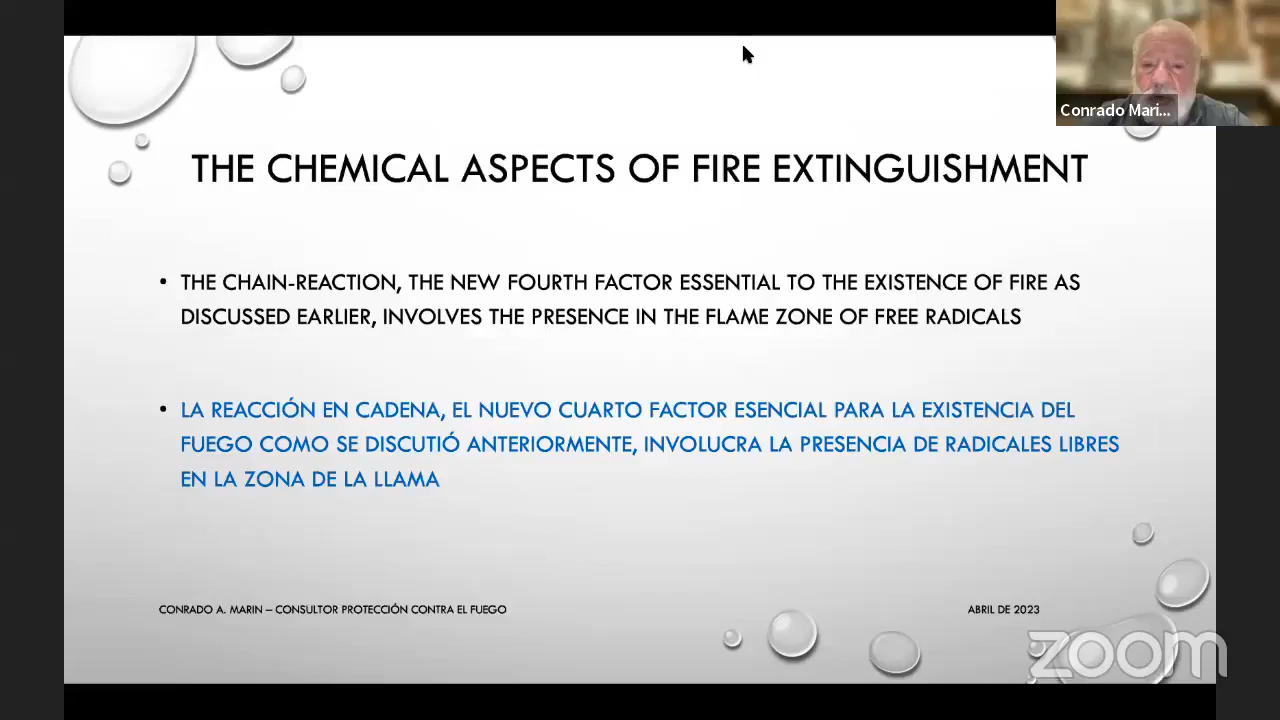 Conrado Mari...
THE CHEMICAL ASPECTS OF FIRE EXTINGUISHMENT
• THE CHAIN-REACTION, THE NEW FOURTH FACTOR ESSENTIAL TO THE EXISTENCE OF FIRE AS
DISCUSSED EARLIER, INVOLVES THE PRESENCE IN THE FLAME ZONE OF FREE RADICALS
• LA REACCIÓN EN CADENA, EL NUEVO CUARTO FACTOR ESENCIAL PARA LA EXISTENCIA DEL
FUEGO COMO SE DISCUTIÓ ANTERIORMENTE, INVOLUCRA LA PRESENCIA DE RADICALES LIBRES
EN LA ZONA DE LA LLAMA
CONRADO A. MARIN – CONSULTOR PROTECCIÓN CONTRA EL FUEGO
ABRIL DE 2023
zoom